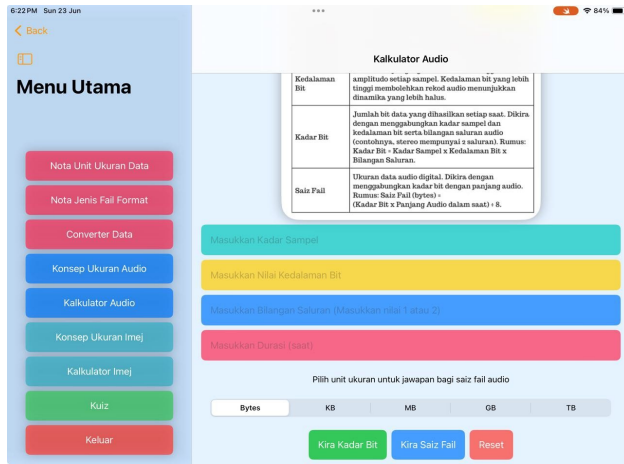 6:22 PM Sun 23 Jun
84%
Back
Menu Utama
Nota Unit Ukuran Data
Nota Jenis Fail Format
Converter Data
Konsep Ukuran Audio
Kalkulator Audio
Konsep Ukuran Imej
Kalkulator Imej
Kuiz
Keluar
Kalkulator Audio
Kedalaman
Bit
amplitudo setiap sampel. Kedalaman bit yang lebih
tinggi membolehkan rekod audio menunjukkan
dinamika yang lebih halus.
Kadar Bit
Jumlah bit data yang dihasilkan setiap saat. Dikira
dengan menggabungkan kadar sampel dan
kedalaman bit serta bilangan saluran audio
(contohnya, stereo mempunyai 2 saluran). Rumus:
Kadar Bit = Kadar Sampel x Kedalaman Bit x
Bilangan Saluran.
Saiz Fail
Ukuran data audio digital. Dikira dengan
menggabungkan kadar bit dengan panjang audio.
Rumus: Saiz Fail (bytes) =
(Kadar Bit x Panjang Audio dalam saat) ÷ 8.
Masukkan Kadar Sampel
Masukkan Nilai Kedalaman Bit
Masukkan Bilangan Saluran (Masukkan nilai 1 atau 2)
Masukkan Durasi (saat)
Pilih unit ukuran untuk jawapan bagi saiz fail audio
Bytes KB MB GB TB
Kira Kadar Bit Kira Saiz Fail Reset